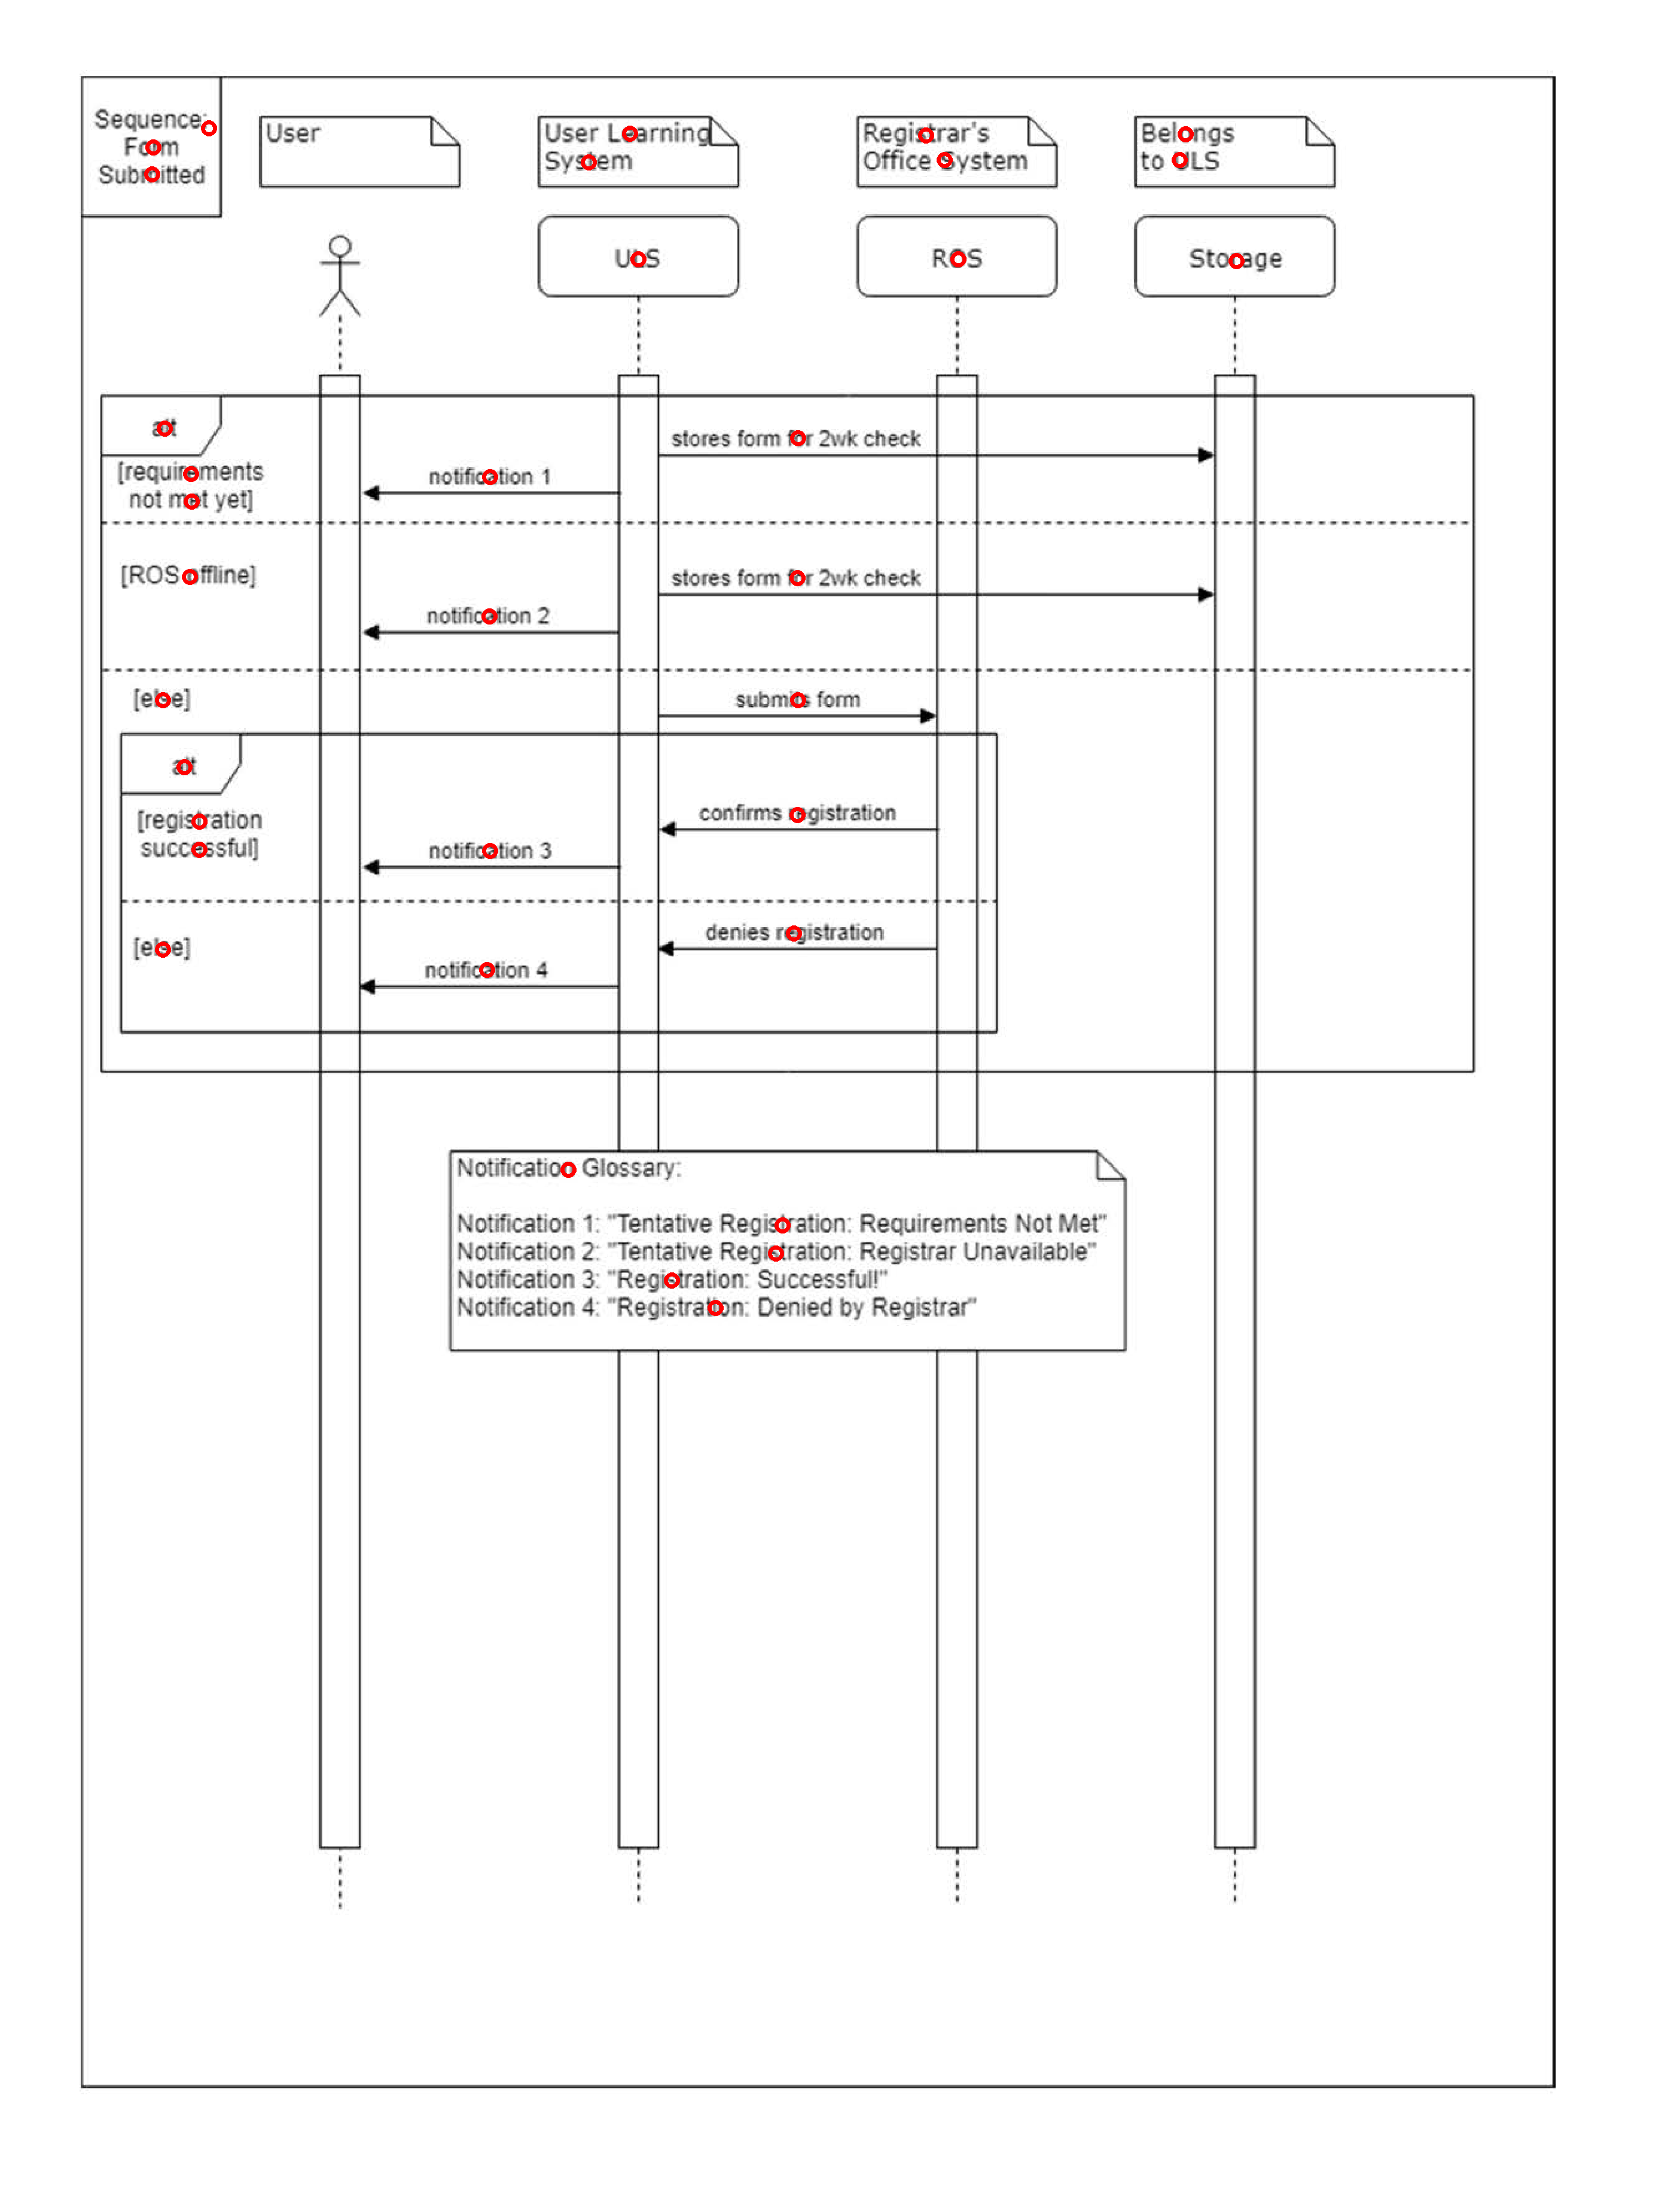 Sequence:
Form
Submitted
User
User Learning
System
Registrar's
Office System
Belongs
to ULS
ULS
ROS
Storage
alt
stores form for 2wk check
[requirements
not met yet]
notification 1
[ROS offline]
stores form for 2wk check
notification 2
[else]
submits form
alt
[registration
successful]
confirms registration
notification 3
[else]
denies registration
notification 4
Notification Glossary:
Notification 1: "Tentative Registration: Requirements Not Met"
Notification 2: "Tentative Registration: Registrar Unavailable"
Notification 3: "Registration: Successful!"
Notification 4: "Registration: Denied by Registrar"